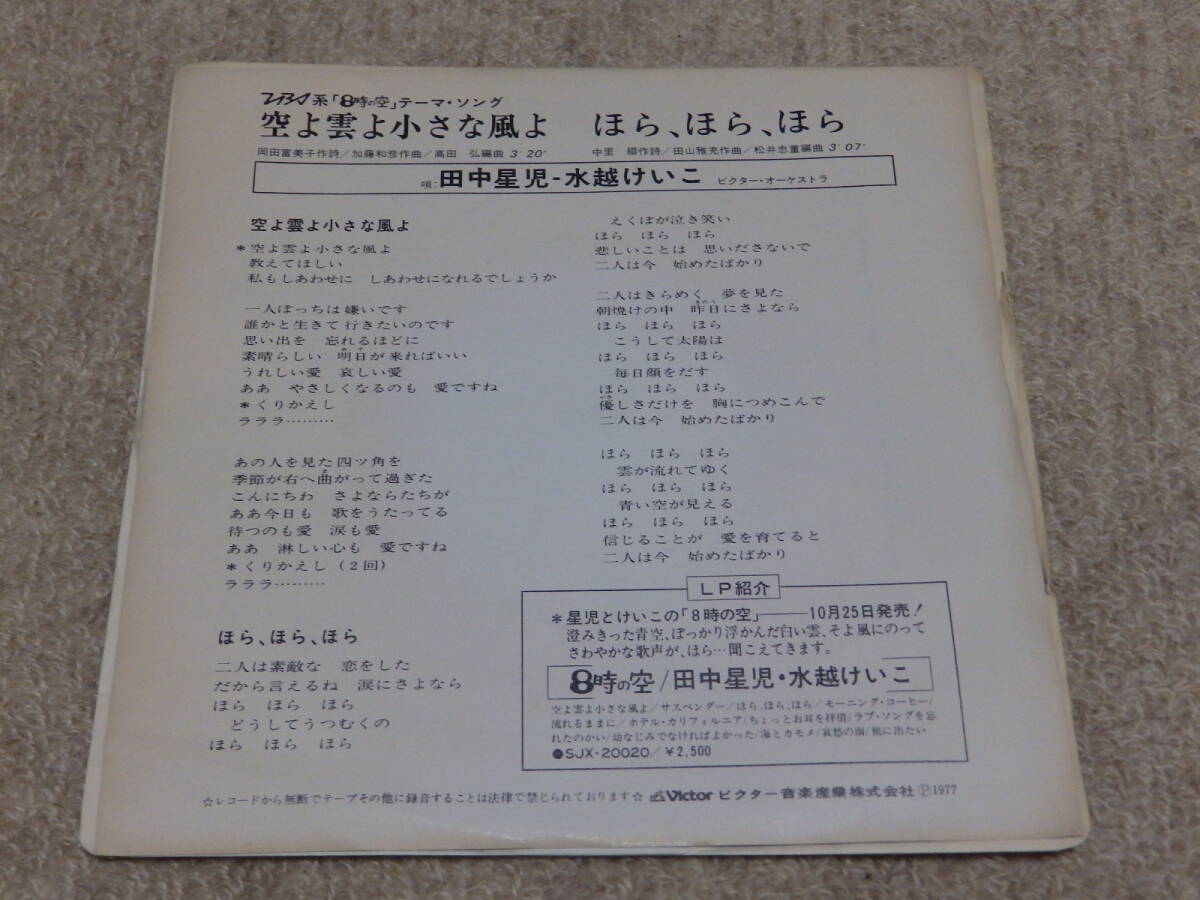 TBS系「8時の空」テーマ・ソング
空よ雲よ小さな風よ　ほら、ほら、ほら
岡田冨美子作詩/加藤和彦作曲/高田　弘編曲 3′20″　中里　綴作詩/田山雅充作曲/松井忠重編曲 3′07″
唄:田中星児-水越けいこ ビクター・オーケストラ
空よ雲よ小さな風よ
*空よ雲よ小さな風よ
教えてほしい
私もしあわせに　しあわせになれるでしょうか
一人ぼっちは嫌いです
誰かと生きて行きたいのです
思い出を　忘れるほどに
素晴らしい　明日が来ればいい
うれしい愛　哀しい愛
ああ　やさしくなるのも　愛ですね
*くりかえし
ラララ………
あの人を見た四ツ角を
季節が右へ曲がって過ぎた
こんにちわ　さよならたちが
ああ今日も　歌をうたってる
待つのも愛　涙も愛
ああ　淋しい心も　愛ですね
*くりかえし(2回)
ラララ………
ほら、ほら、ほら
二人は素敵な　恋をした
だから言えるね　涙にさよなら
ほら　ほら　ほら
どうしてうつむくの
ほら　ほら　ほら
えくぼが泣き笑い
ほら　ほら　ほら
悲しいことは　思いださないで
二人は今　始めたばかり
二人はきらめく　夢を見た
朝焼けの中　昨日にさよなら
ほら　ほら　ほら
こうして太陽は
ほら　ほら　ほら
毎日顔をだす
ほら　ほら　ほら
優しさだけを　胸につめこんで
二人は今　始めたばかり
ほら　ほら　ほら
雲が流れてゆく
ほら　ほら　ほら
青い空が見える
ほら　ほら　ほら
信じることが　愛を育てると
二人は今　始めたばかり
LP紹介
*星児とけいこの「8時の空」——10月25日発売!
澄みきった青空、ぽっかり浮かんだ白い雲、そよ風にのって
さわやかな歌声が、ほら…聞こえてきます。
8時の空/田中星児・水越けいこ
空よ雲よ小さな風よ/サスペンダー/ほら、ほら、ほら/モーニング・コーヒー/
流れるままに/ホテル・カリフォルニア/ちょっとお耳を拝借/ラブ・ソングを忘
れたのかい/幼なじみでなければよかった/海とカモメ/哀愁の雨/旅に出たい
●SJX-20020/¥2,500
☆レコードから無断でテープその他に録音することは法律で禁じられております☆ Victor ビクター音楽産業株式会社 Ⓟ1977